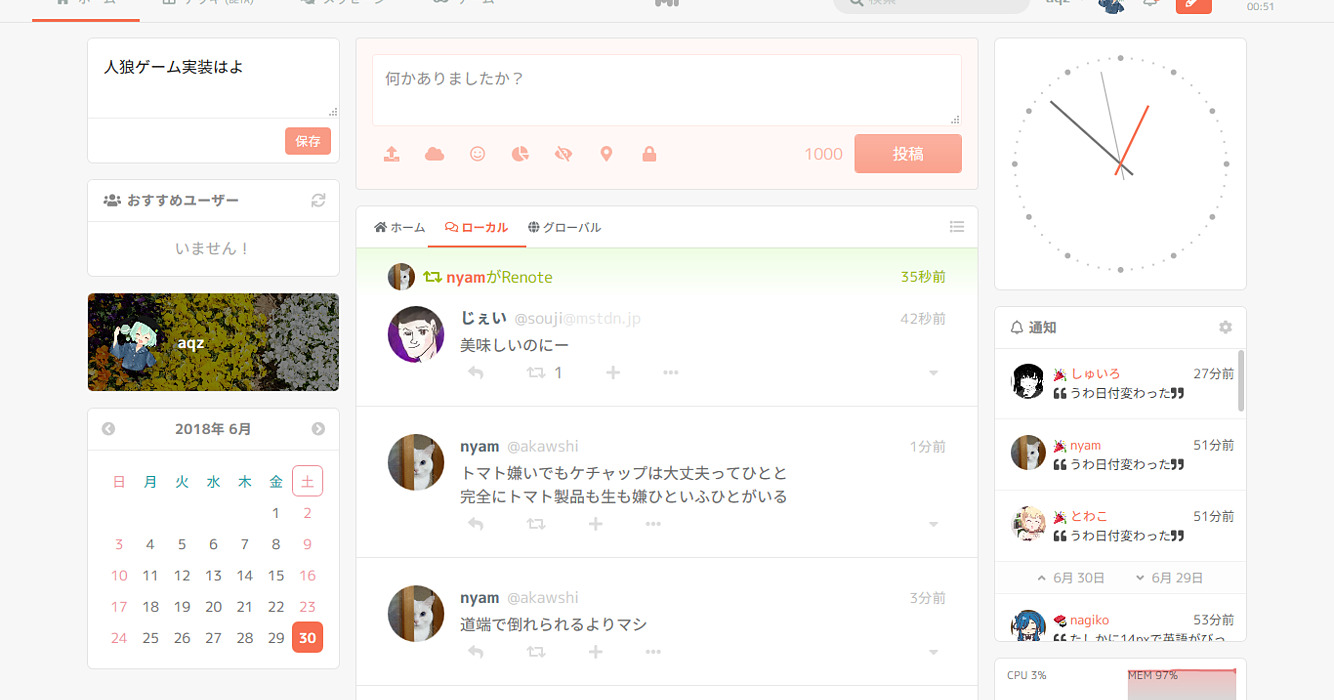 aqz
00:51
人狼ゲーム実装はよ
保存
おすすめユーザー
いません！
aqz
2018年 6月
日 月 火 水 木 金 土
1 2
3 4 5 6 7 8 9
10 11 12 13 14 15 16
17 18 19 20 21 22 23
24 25 26 27 28 29 30
何かありましたか？
1000 投稿
ホーム ローカル グローバル
nyamがRenote 35秒前
じぇい @souji@mstdn.jp 42秒前
美味しいのにー
1
nyam @akawshi 1分前
トマト嫌いでもケチャップは大丈夫ってひとと
完全にトマト製品も生も嫌ひといふひとがいる
nyam @akawshi 3分前
道端で倒れられるよりマシ
通知
しゅいろ 27分前
うわ日付変わった
nyam 51分前
うわ日付変わった
とわこ 51分前
うわ日付変わった
6月 30日 6月 29日
nagiko 53分前
たしかに14pxで英語がびっ
CPU 3% MEM 97%